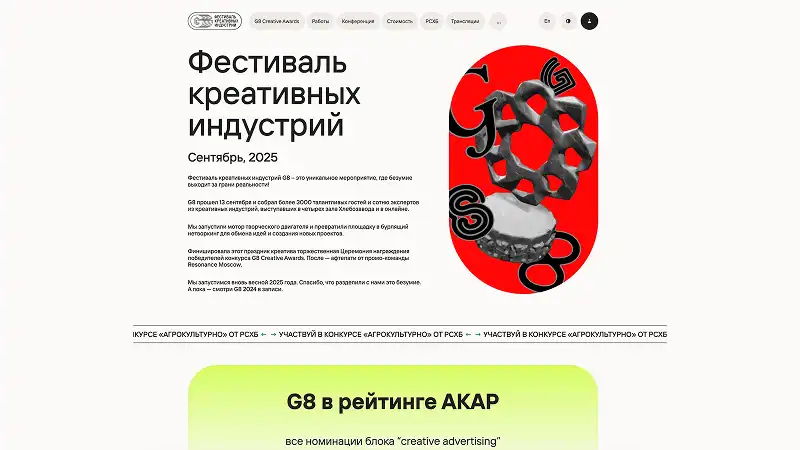 G8 ФЕСТИВАЛЬ
КРЕАТИВНЫХ
ИНДУСТРИЙ
G8 Creative Awards
Работы
Конференция
Стоимость
РСХБ
Трансляции
...
En
Фестиваль
креативных
индустрий
Сентябрь, 2025
Фестиваль креативных индустрий G8 – это уникальное мероприятие, где безумие
выходит за грани реальности!
G8 прошел 13 сентября и собрал более 3000 талантливых гостей и сотню экспертов
из креативных индустрий, выступавших в четырех зала Хлебозавода и в онлайне.
Мы запустили мотор творческого двигателя и превратили площадку в бурлящий
нетворкинг для обмена идей и создания новых проектов.
Финишировала этот праздник креатива торжественная Церемония награждения
победителей конкурса G8 Creative Awards. После — афтепати от промо-команды
Resonance Moscow.
Мы запустимся вновь весной 2025 года. Спасибо, что разделили с нами это безумие.
А пока — смотри G8 2024 в записи.
G
G
S
8
КУРСЕ «АГРОКУЛЬТУРНО» ОТ РСХБ ← → УЧАСТВУЙ В КОНКУРСЕ «АГРОКУЛЬТУРНО» ОТ РСХБ ← → УЧАСТВУЙ В КОНКУРСЕ «АГРОКУЛЬТУРНО» ОТ РСХБ
G8 в рейтинге АКАР
все номинации блока “creative advertising”